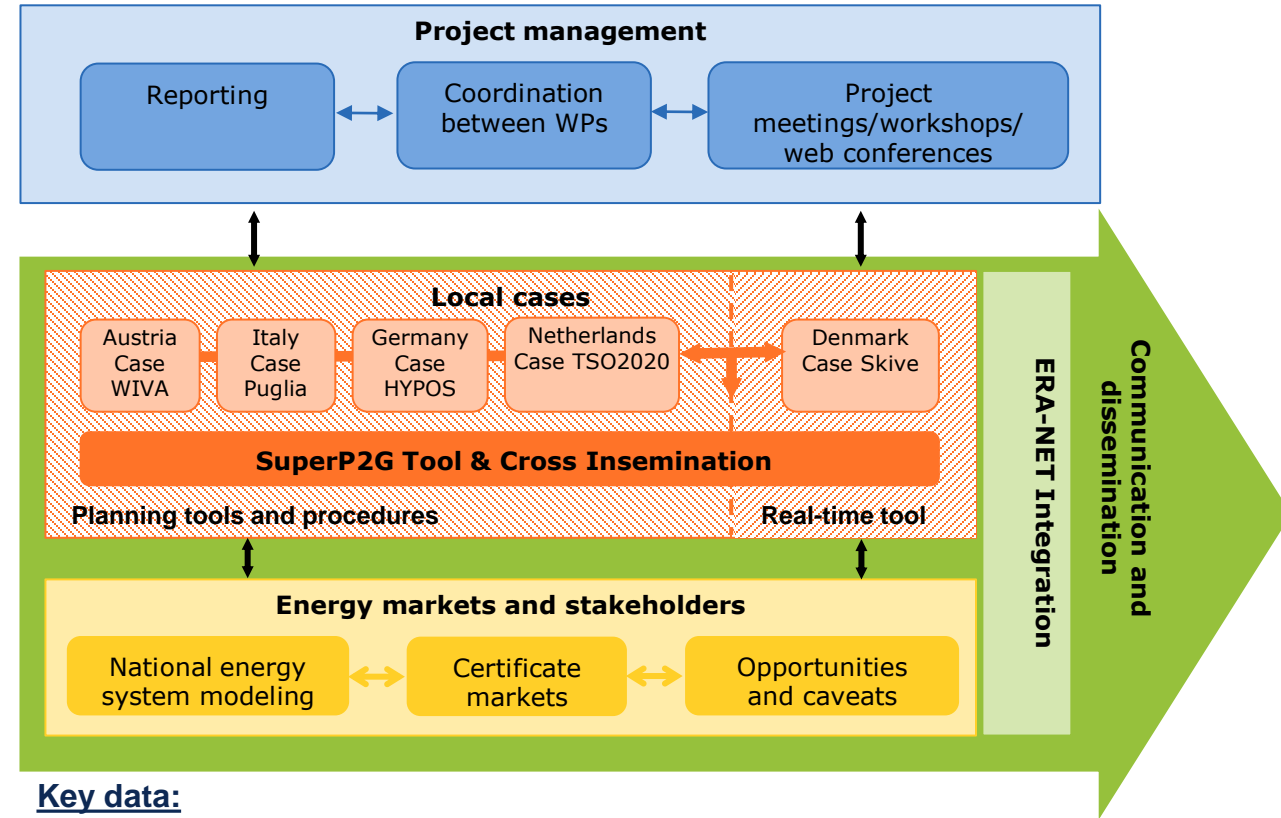 Project management
Reporting
Coordination
between WPs
Project
meetings/workshops/
web conferences
Local cases
Austria
Case
WIVA
Italy
Case
Puglia
Germany
Case
HYPOS
Netherlands
Case TSO2020
Denmark
Case Skive
SuperP2G Tool & Cross Insemination
Planning tools and procedures
Real-time tool
Energy markets and stakeholders
National energy
system modeling
Certificate
markets
Opportunities
and caveats
ERA-NET Integration
Communication and
dissemination
Key data: